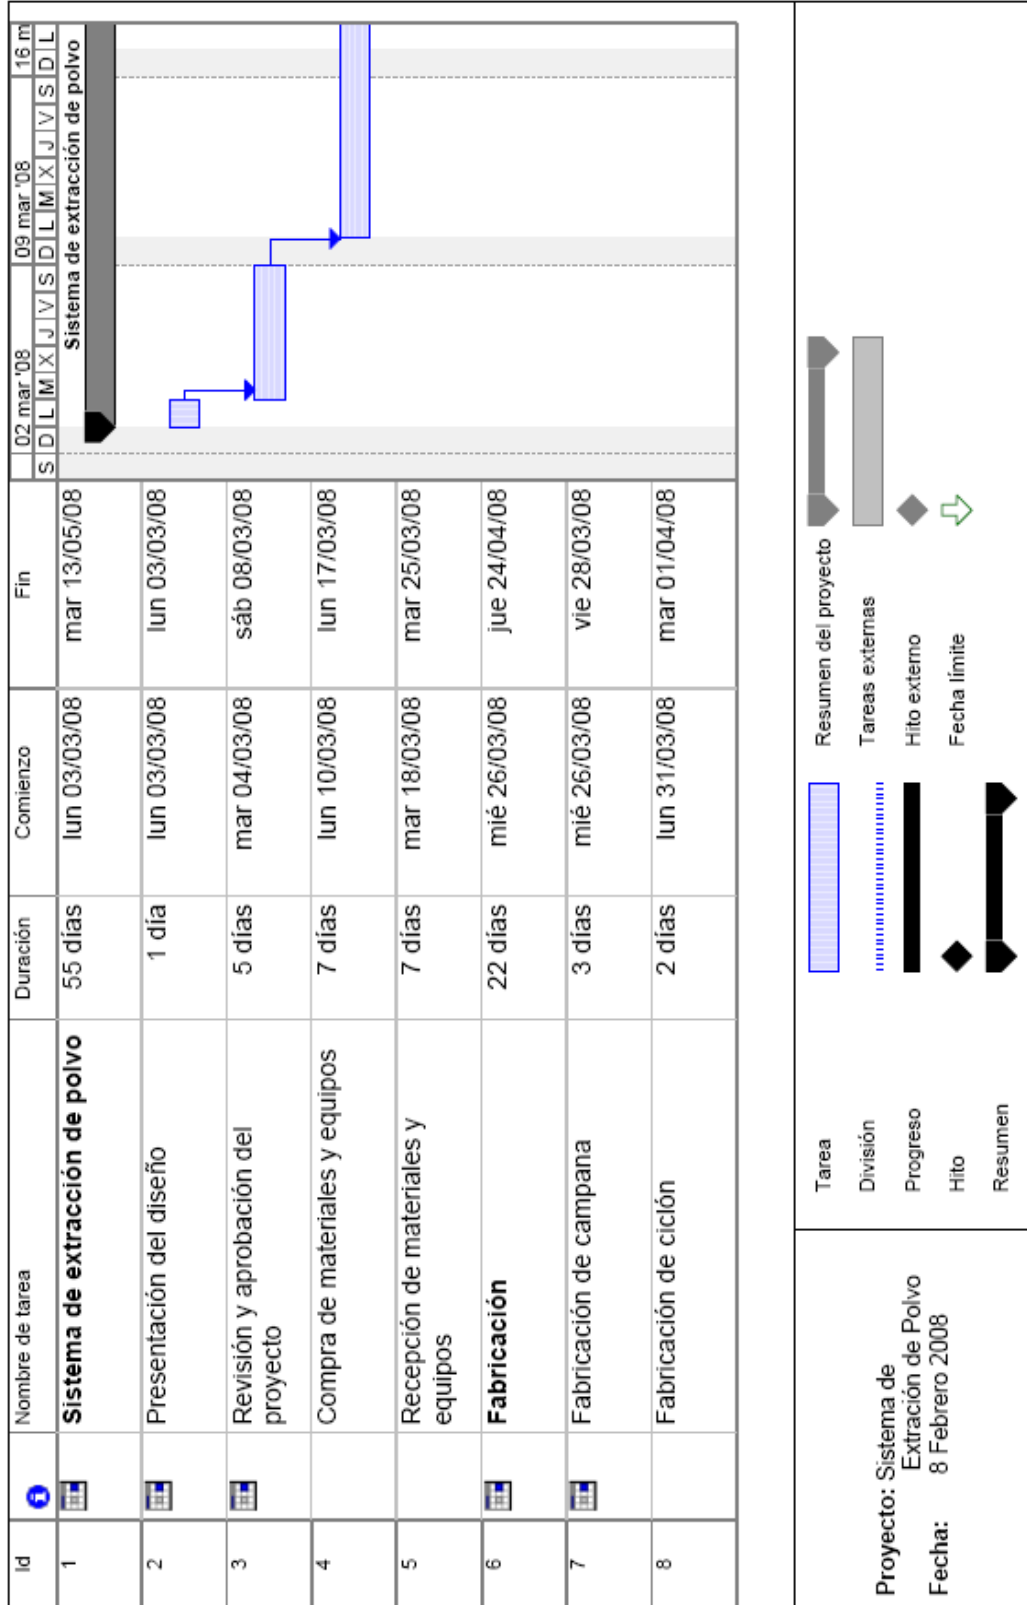 Id Nombre de tarea Duración Comienzo Fin 02 mar '08 09 mar '08 16 m
S D L M X J V S D L M X J V S D L
1 Sistema de extracción de polvo 55 días lun 03/03/08 mar 13/05/08 Sistema de extracción de polvo
2 Presentación del diseño 1 día lun 03/03/08 lun 03/03/08
3 Revisión y aprobación del 5 días mar 04/03/08 sáb 08/03/08
proyecto
4 Compra de materiales y equipos 7 días lun 10/03/08 lun 17/03/08
5 Recepción de materiales y 7 días mar 18/03/08 mar 25/03/08
equipos
6 Fabricación 22 días mié 26/03/08 jue 24/04/08
7 Fabricación de campana 3 días mié 26/03/08 vie 28/03/08
8 Fabricación de ciclón 2 días lun 31/03/08 mar 01/04/08
Proyecto: Sistema de
Extración de Polvo
Fecha: 8 Febrero 2008
Tarea
División
Progreso
Hito
Resumen
Resumen del proyecto
Tareas externas
Hito externo
Fecha límite